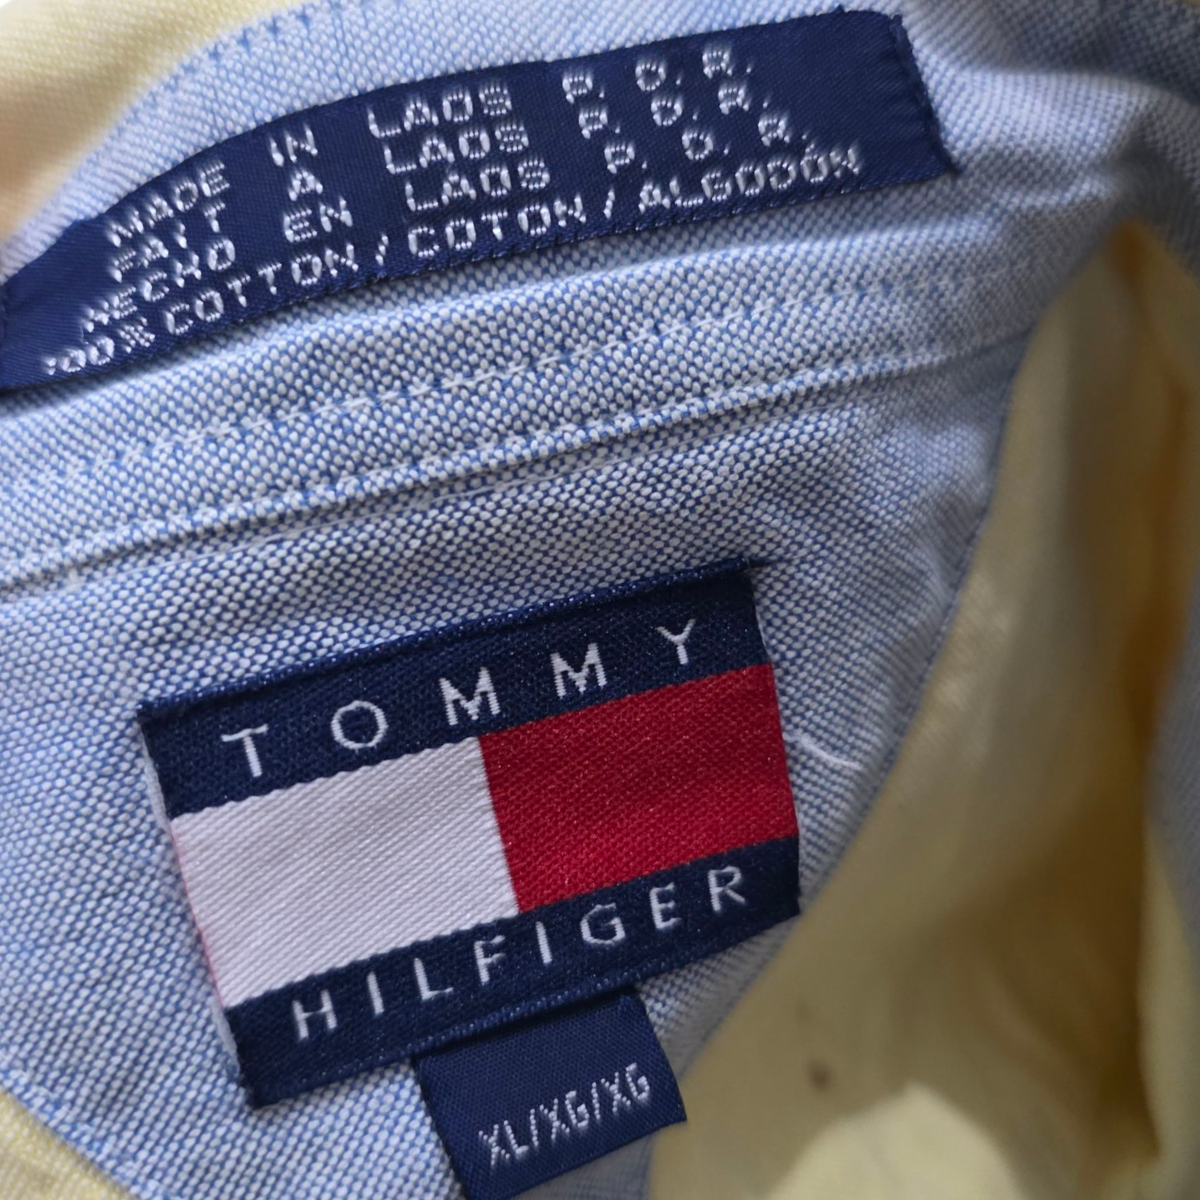 MADE IN LAOS P. D. R.
FAIT A LAOS R. D. R.
HECHO EN LAOS P. D. R.
100% COTTON / COTON / ALGODON
TOMMY
HILFIGER
XL/XG/XG